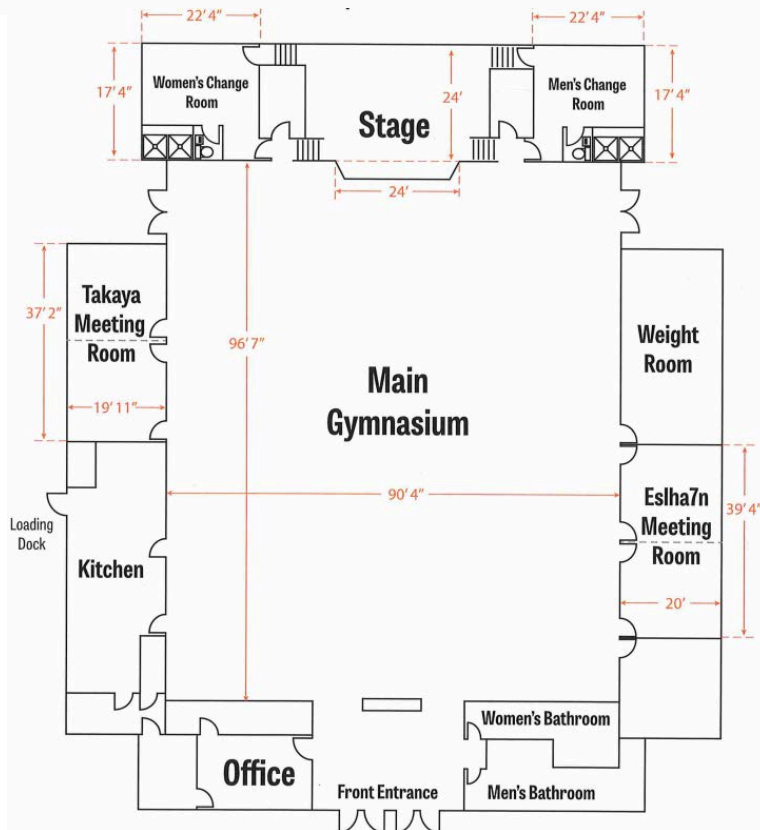 22'4"
22'4"
Women's Change
Room
Men's Change
Room
17'4"
24'
17'4"
Stage
24'
Takaya
Meeting
Room
37'2"
96'7"
Weight
Room
19'11"
Main
Gymnasium
90'4"
Eslha7n
Meeting
Room
39'4"
Loading
Dock
Kitchen
20'
Women's Bathroom
Office
Front Entrance
Men's Bathroom